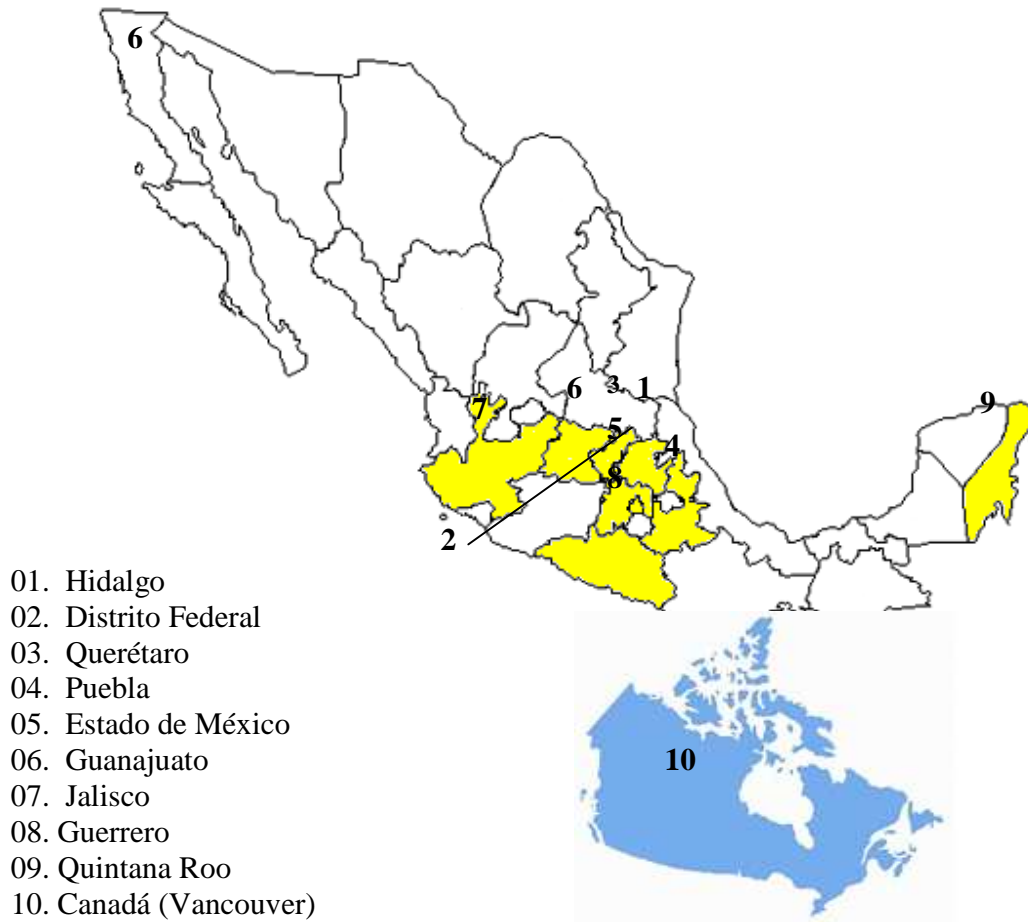 6
6
3
1
9
7
5
4
6
8
2
01. Hidalgo
02. Distrito Federal
03. Querétaro
04. Puebla
05. Estado de México
06. Guanajuato
07. Jalisco
08. Guerrero
09. Quintana Roo
10. Canadá (Vancouver)
10